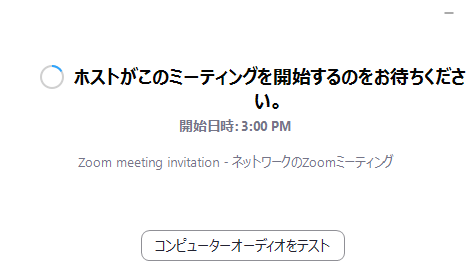 ホストがこのミーティングを開始するのをお待ちくださ
い。
開始日時: 3:00 PM
Zoom meeting invitation - ネットワークのZoomミーティング
コンピューターオーディオをテスト